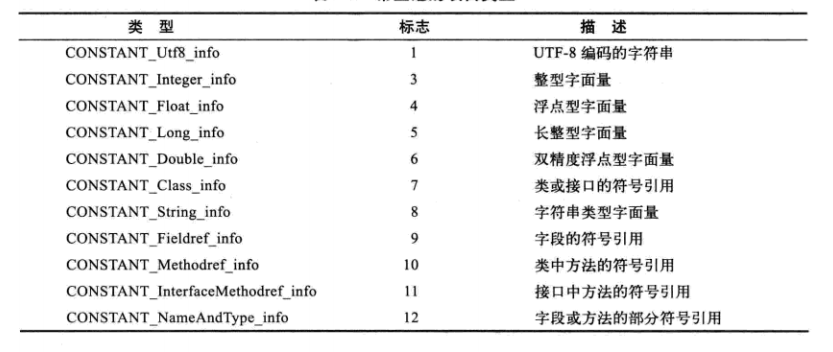 类 型 标志 描 述
CONSTANT_Utf8_info 1 UTF-8 编码的字符串
CONSTANT_Integer_info 3 整型字面量
CONSTANT_Float_info 4 浮点型字面量
CONSTANT_Long_info 5 长整型字面量
CONSTANT_Double_info 6 双精度浮点型字面量
CONSTANT_Class_info 7 类或接口的符号引用
CONSTANT_String_info 8 字符串类型字面量
CONSTANT_Fieldref_info 9 字段的符号引用
CONSTANT_Methodref_info 10 类中方法的符号引用
CONSTANT_InterfaceMethodref_info 11 接口中方法的符号引用
CONSTANT_NameAndType_info 12 字段或方法的部分符号引用